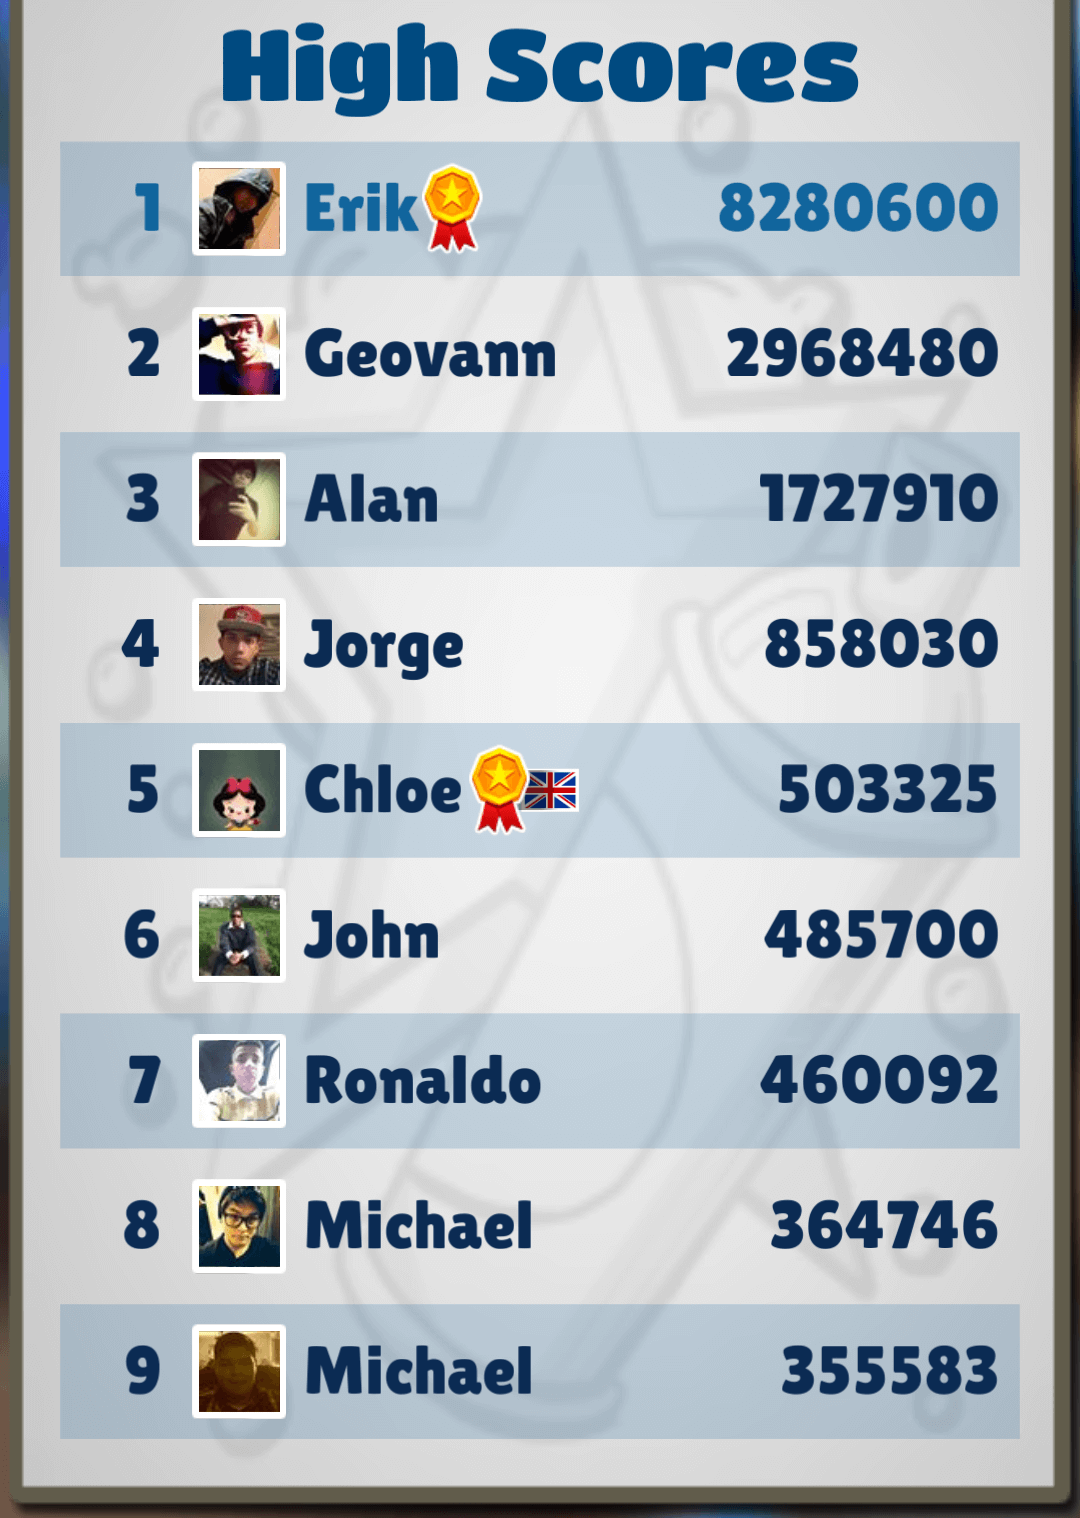 High Scores
1 Erik 8280600
2 Geovann 2968480
3 Alan 1727910
4 Jorge 858030
5 Chloe 503325
6 John 485700
7 Ronaldo 460092
8 Michael 364746
9 Michael 355583